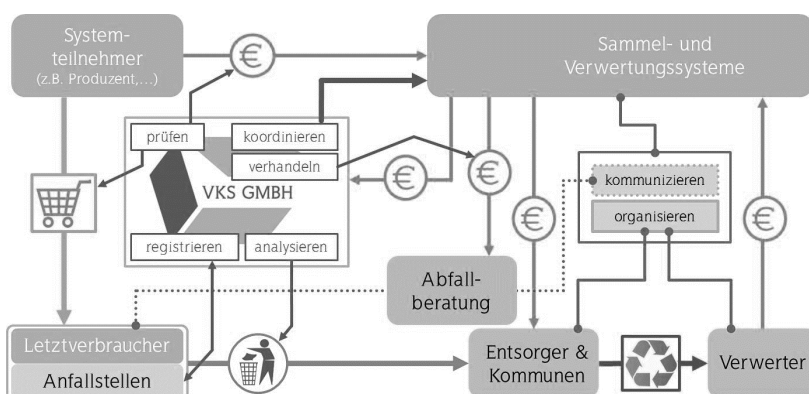 System-
teilnehmer
(z.B. Produzent,...)
€
Sammel- und
Verwertungssysteme
prüfen
koordinieren
verhandeln
VKS GMBH
registrieren
analysieren
€
€
€
€
kommunizieren
organisieren
Abfall-
beratung
Letztverbraucher
Anfallstellen
Entsorger &
Kommunen
Verwerter